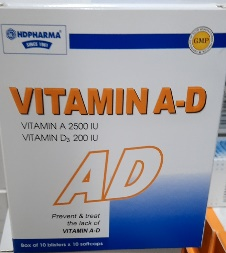 HDPHARMA
SINCE 1961
GMP
VITAMIN A-D
VITAMIN A 2500 IU
VITAMIN D₃ 200 IU
AD
Prevent & treat
the lack of
VITAMIN A-D
Box of 10 blisters x 10 softcaps